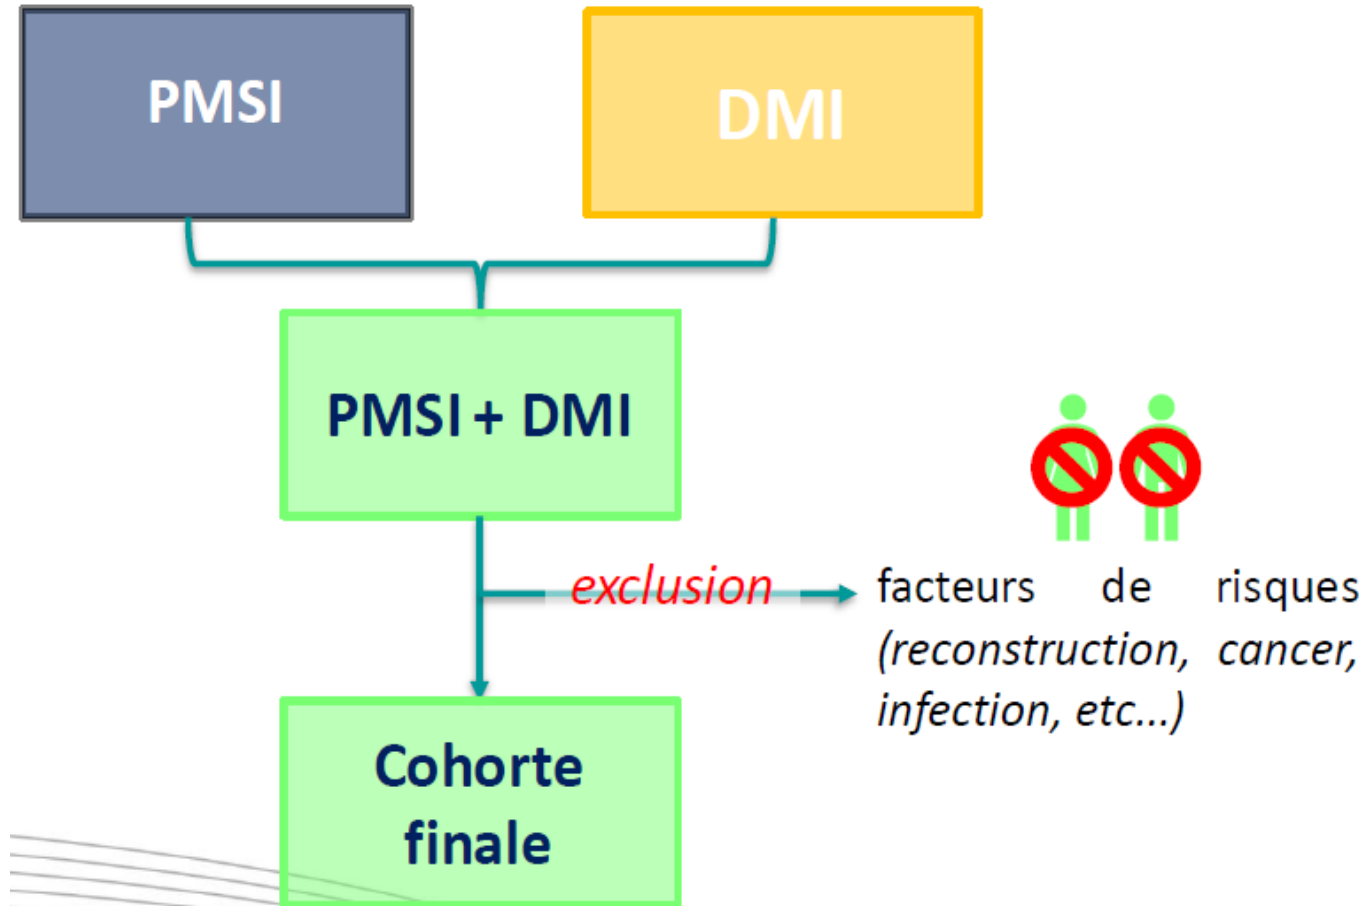 PMSI
DMI
PMSI + DMI
exclusion
facteurs de risques
(reconstruction, cancer,
infection, etc...)
Cohorte
finale